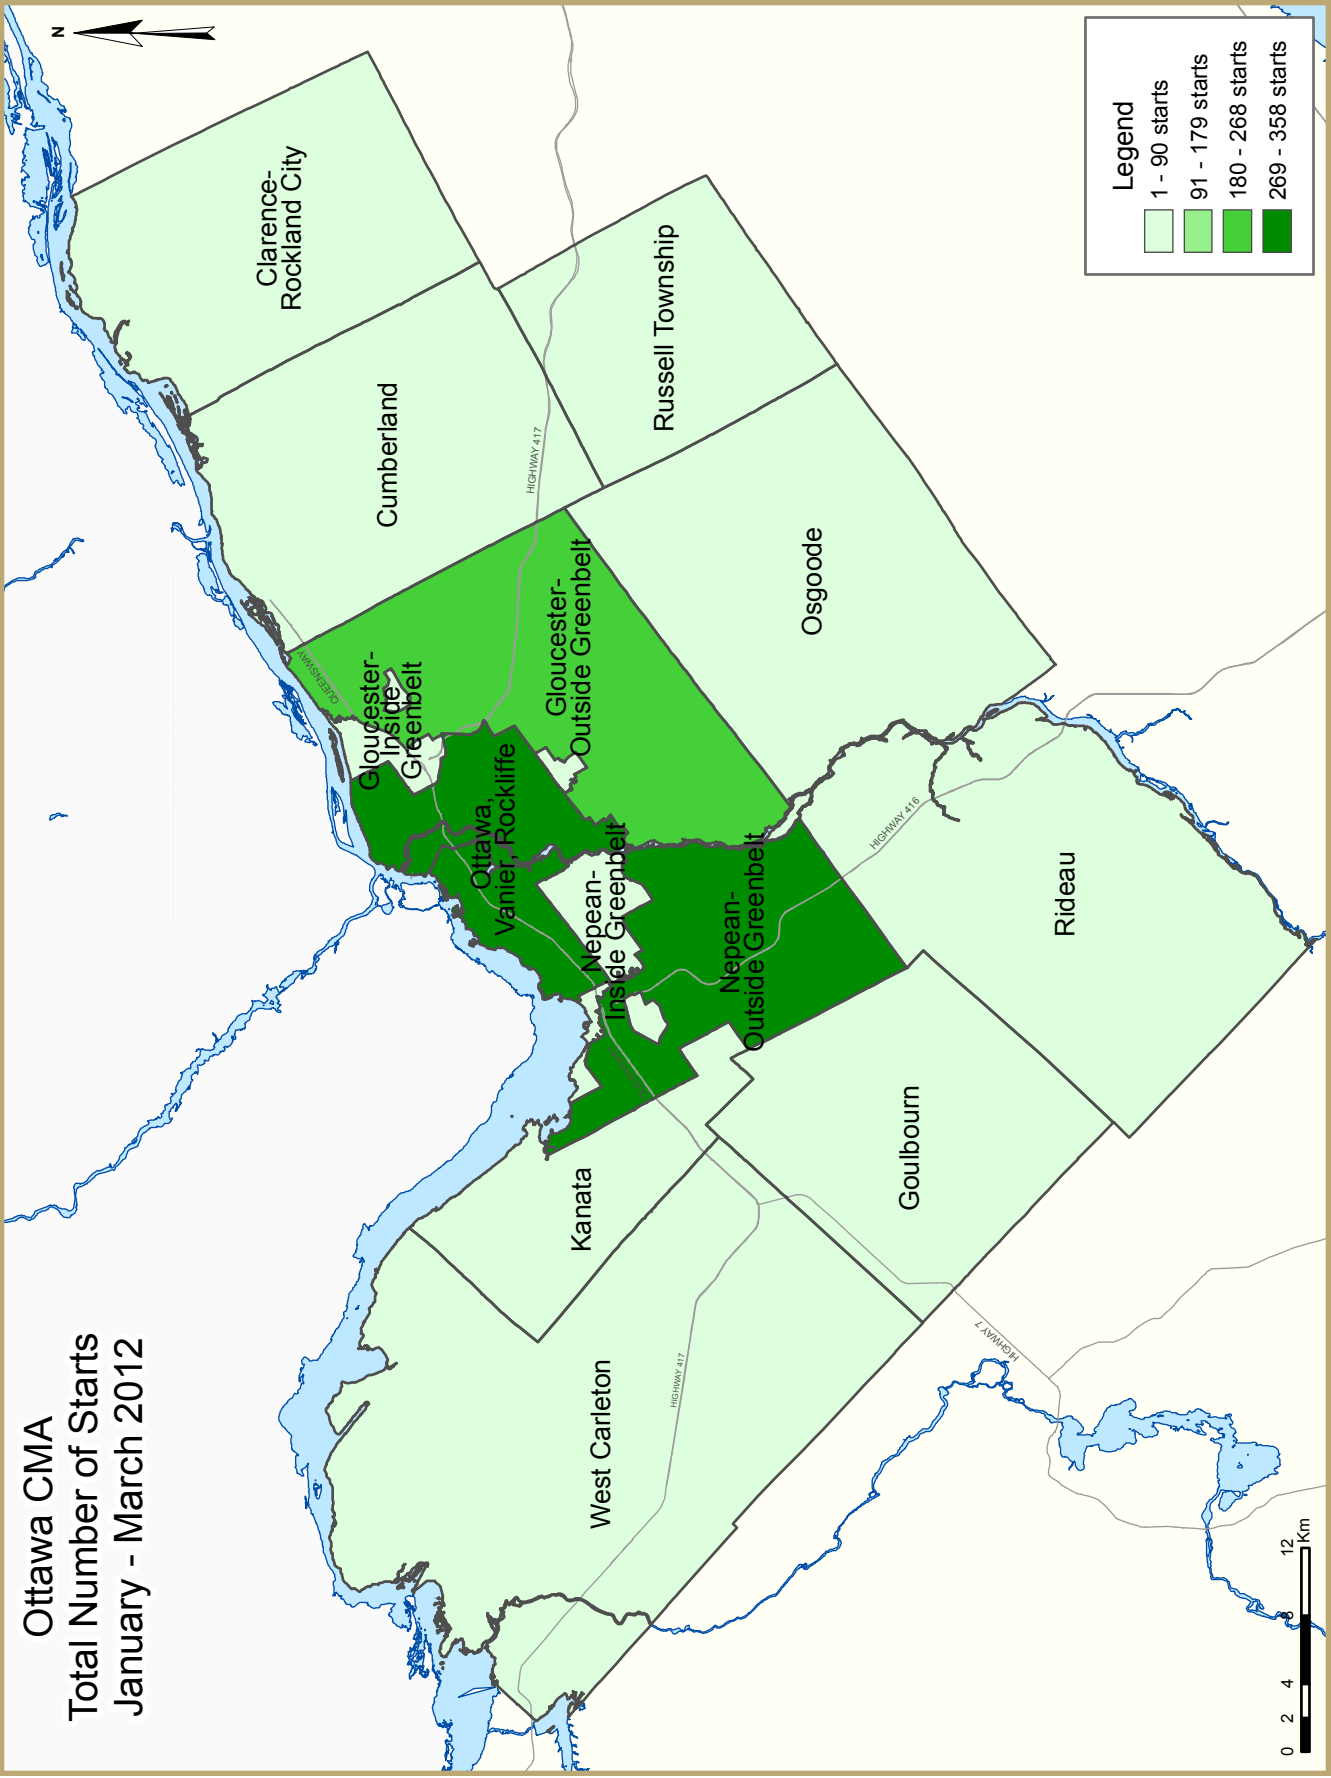 Ottawa CMA
Total Number of Starts
January - March 2012
N
Clarence-
Rockland City
Cumberland
Russell Township
HIGHWAY 417
QUEENSWAY
Gloucester-
Inside
Greenbelt
Gloucester-
Outside Greenbelt
Osgoode
Ottawa,
Vanier, Rockliffe
Nepean-
Inside Greenbelt
Nepean-
Outside Greenbelt
HIGHWAY 416
Rideau
Kanata
Goulbourn
West Carleton
HIGHWAY 417
HIGHWAY 7
Legend
1 - 90 starts
91 - 179 starts
180 - 268 starts
269 - 358 starts
0 2 4 8 12
Km